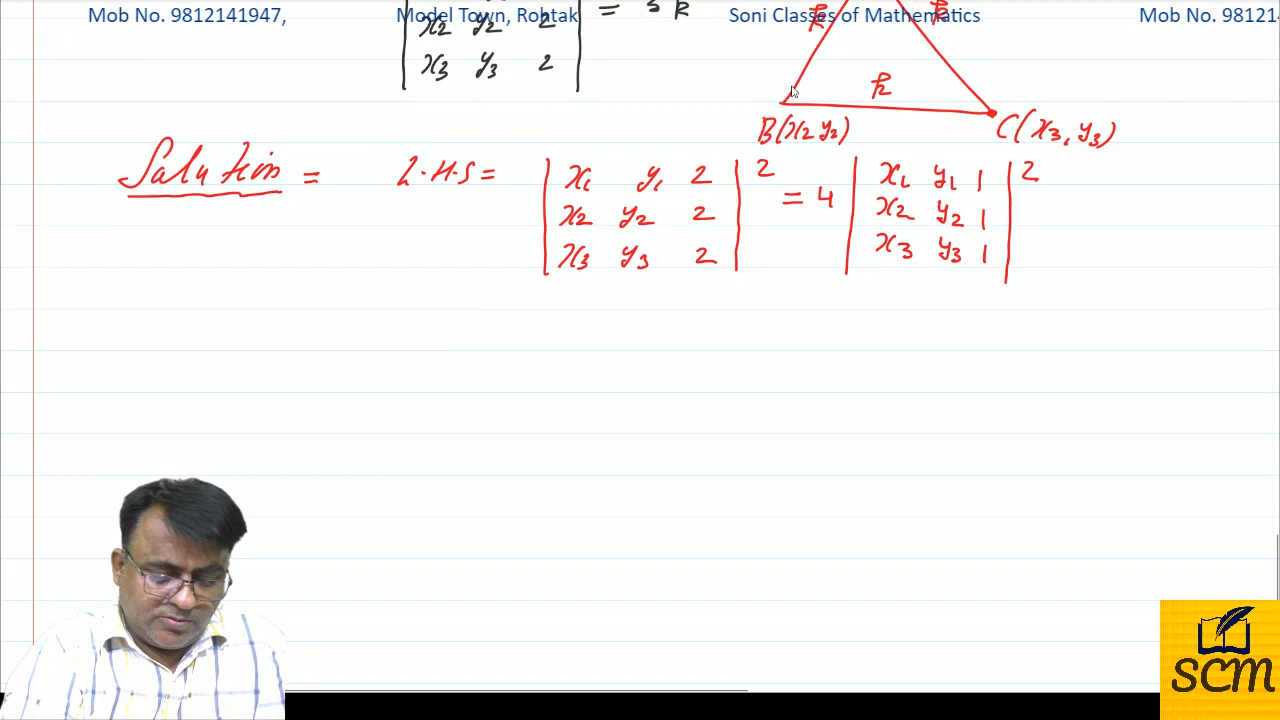 Mob No. 9812141947, Model Town, Rohtak Soni Classes of Mathematics Mob No. 98121
x2 y2 2 = 3 k
x3 y3 2
k k
k
B(x2 y2) C(x3, y3)
Solution = L.H.S = | x1 y1 2 | 2 = 4 | x1 y1 1 | 2
x2 y2 2 x2 y2 1
x3 y3 2 x3 y3 1
SCM